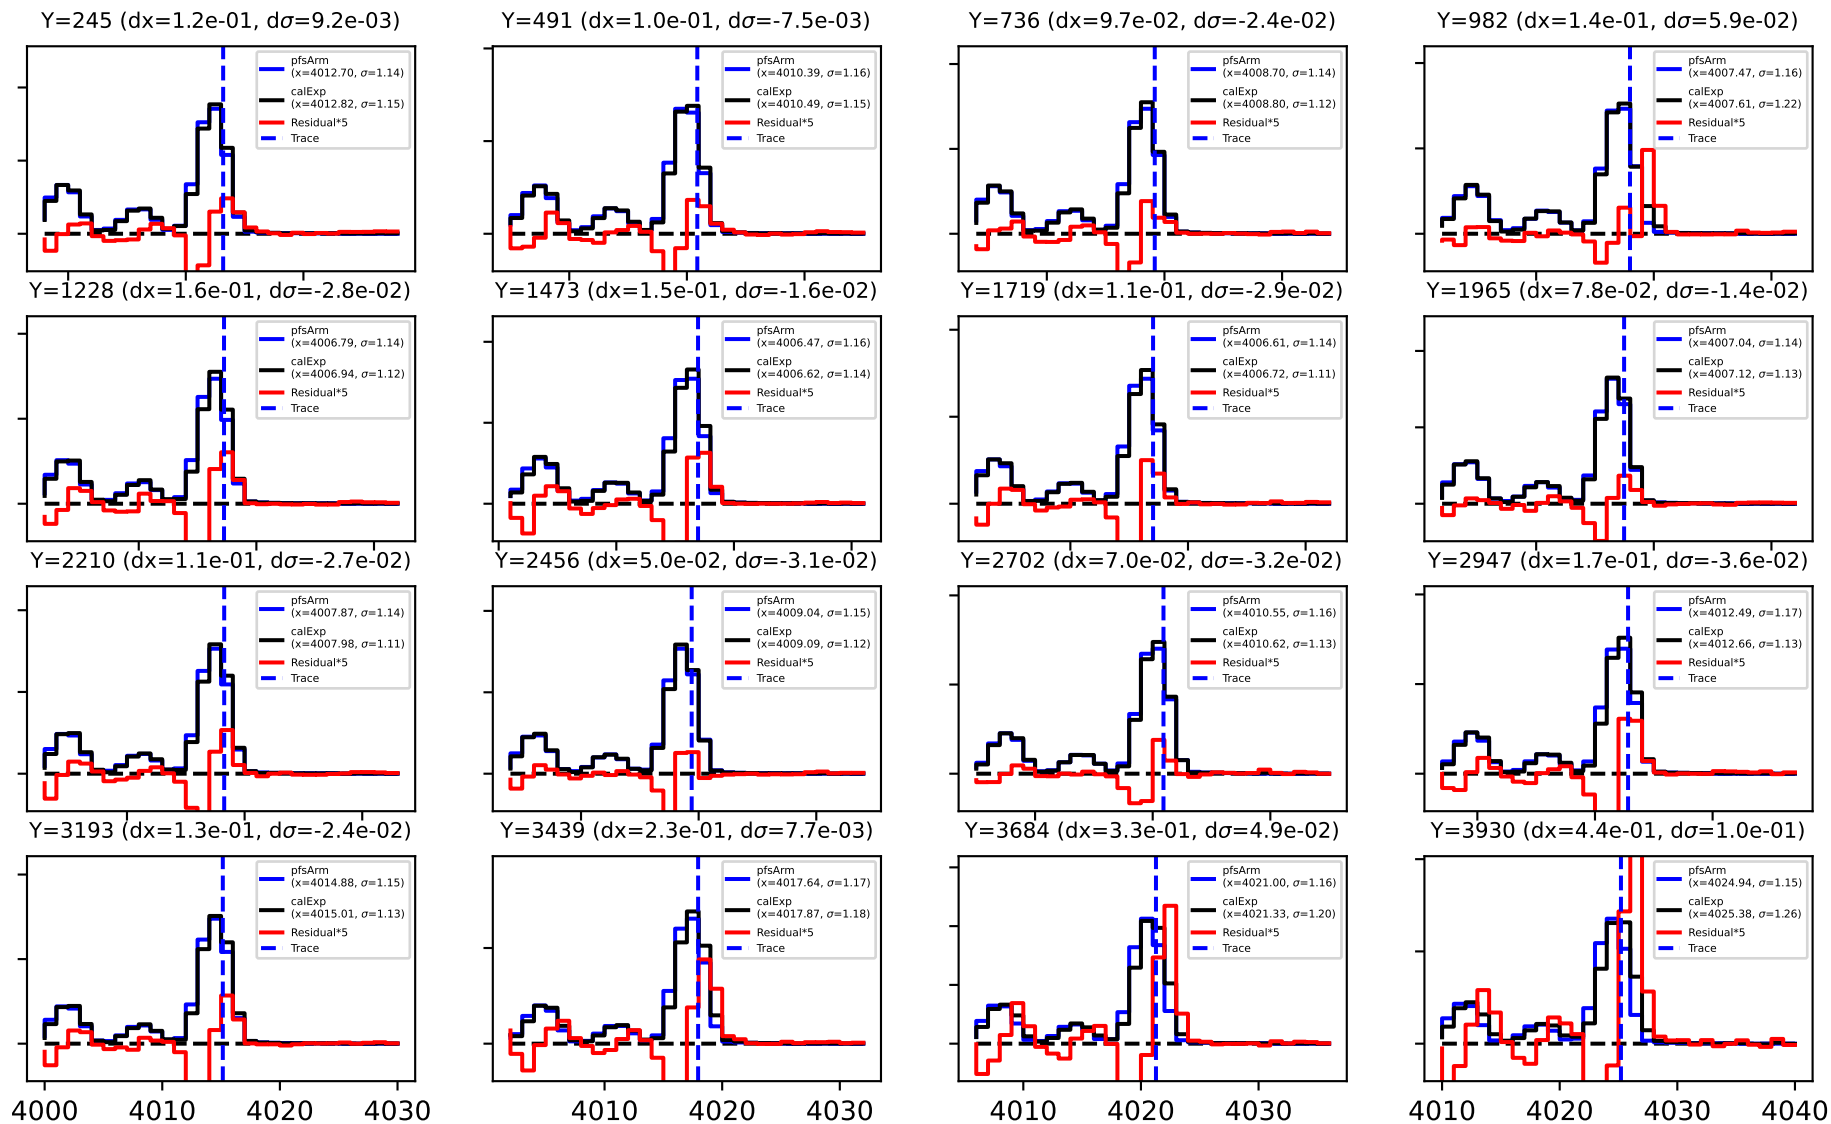 Y=245 (dx=1.2e-01, dσ=9.2e-03)
pfsArm
(x=4012.70, σ=1.14)
calExp
(x=4012.82, σ=1.15)
Residual*5
Trace
Y=491 (dx=1.0e-01, dσ=-7.5e-03)
pfsArm
(x=4010.39, σ=1.16)
calExp
(x=4010.49, σ=1.15)
Residual*5
Trace
Y=736 (dx=9.7e-02, dσ=-2.4e-02)
pfsArm
(x=4008.70, σ=1.14)
calExp
(x=4008.80, σ=1.12)
Residual*5
Trace
Y=982 (dx=1.4e-01, dσ=5.9e-02)
pfsArm
(x=4007.47, σ=1.16)
calExp
(x=4007.61, σ=1.22)
Residual*5
Trace
Y=1228 (dx=1.6e-01, dσ=-2.8e-02)
pfsArm
(x=4006.79, σ=1.14)
calExp
(x=4006.94, σ=1.12)
Residual*5
Trace
Y=1473 (dx=1.5e-01, dσ=-1.6e-02)
pfsArm
(x=4006.47, σ=1.16)
calExp
(x=4006.62, σ=1.14)
Residual*5
Trace
Y=1719 (dx=1.1e-01, dσ=-2.9e-02)
pfsArm
(x=4006.61, σ=1.14)
calExp
(x=4006.72, σ=1.11)
Residual*5
Trace
Y=1965 (dx=7.8e-02, dσ=-1.4e-02)
pfsArm
(x=4007.04, σ=1.14)
calExp
(x=4007.12, σ=1.13)
Residual*5
Trace
Y=2210 (dx=1.1e-01, dσ=-2.7e-02)
pfsArm
(x=4007.87, σ=1.14)
calExp
(x=4007.98, σ=1.11)
Residual*5
Trace
Y=2456 (dx=5.0e-02, dσ=-3.1e-02)
pfsArm
(x=4009.04, σ=1.15)
calExp
(x=4009.09, σ=1.12)
Residual*5
Trace
Y=2702 (dx=7.0e-02, dσ=-3.2e-02)
pfsArm
(x=4010.55, σ=1.16)
calExp
(x=4010.62, σ=1.13)
Residual*5
Trace
Y=2947 (dx=1.7e-01, dσ=-3.6e-02)
pfsArm
(x=4012.49, σ=1.17)
calExp
(x=4012.66, σ=1.13)
Residual*5
Trace
Y=3193 (dx=1.3e-01, dσ=-2.4e-02)
pfsArm
(x=4014.88, σ=1.15)
calExp
(x=4015.01, σ=1.13)
Residual*5
Trace
Y=3439 (dx=2.3e-01, dσ=7.7e-03)
pfsArm
(x=4017.64, σ=1.17)
calExp
(x=4017.87, σ=1.18)
Residual*5
Trace
Y=3684 (dx=3.3e-01, dσ=4.9e-02)
pfsArm
(x=4021.00, σ=1.16)
calExp
(x=4021.33, σ=1.20)
Residual*5
Trace
Y=3930 (dx=4.4e-01, dσ=1.0e-01)
pfsArm
(x=4024.94, σ=1.15)
calExp
(x=4025.38, σ=1.26)
Residual*5
Trace
4000 4010 4020 4030
4010 4020 4030
4010 4020 4030
4010 4020 4030 4040